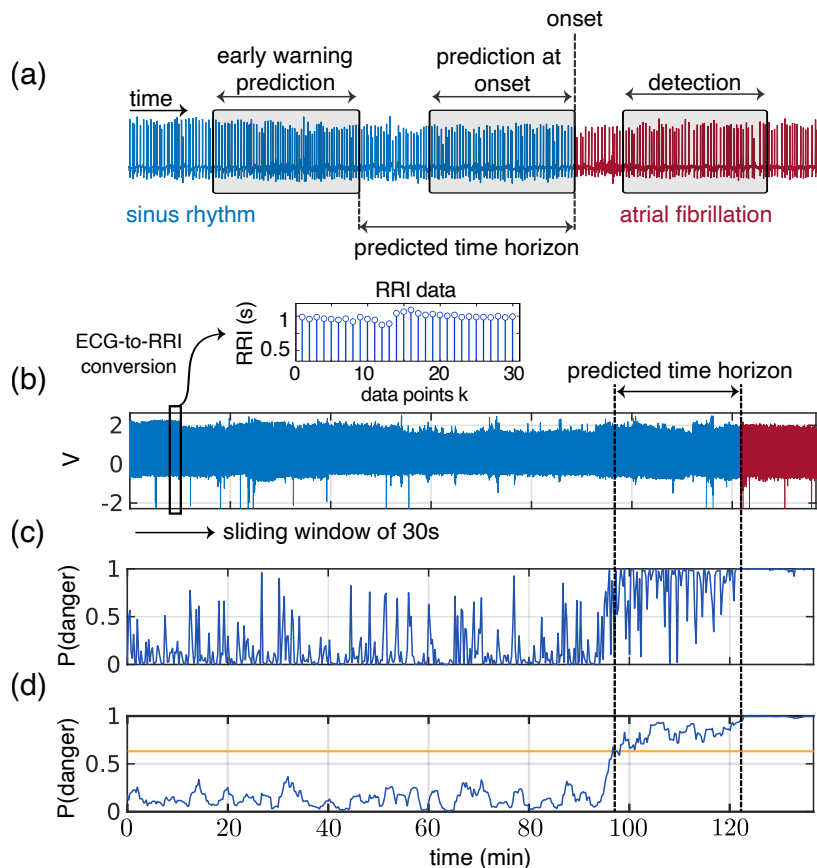 onset
(a)
early warning
prediction
prediction at
onset
detection
time
sinus rhythm
atrial fibrillation
predicted time horizon
RRI data
ECG-to-RRI
conversion
RRI (s)
1
0.5
0 10 20 30
data points k
(b)
predicted time horizon
V
2
0
-2
sliding window of 30s
(c)
P(danger)
1
0.5
0
(d)
P(danger)
1
0.5
0
0 20 40 60 80 100 120
time (min)